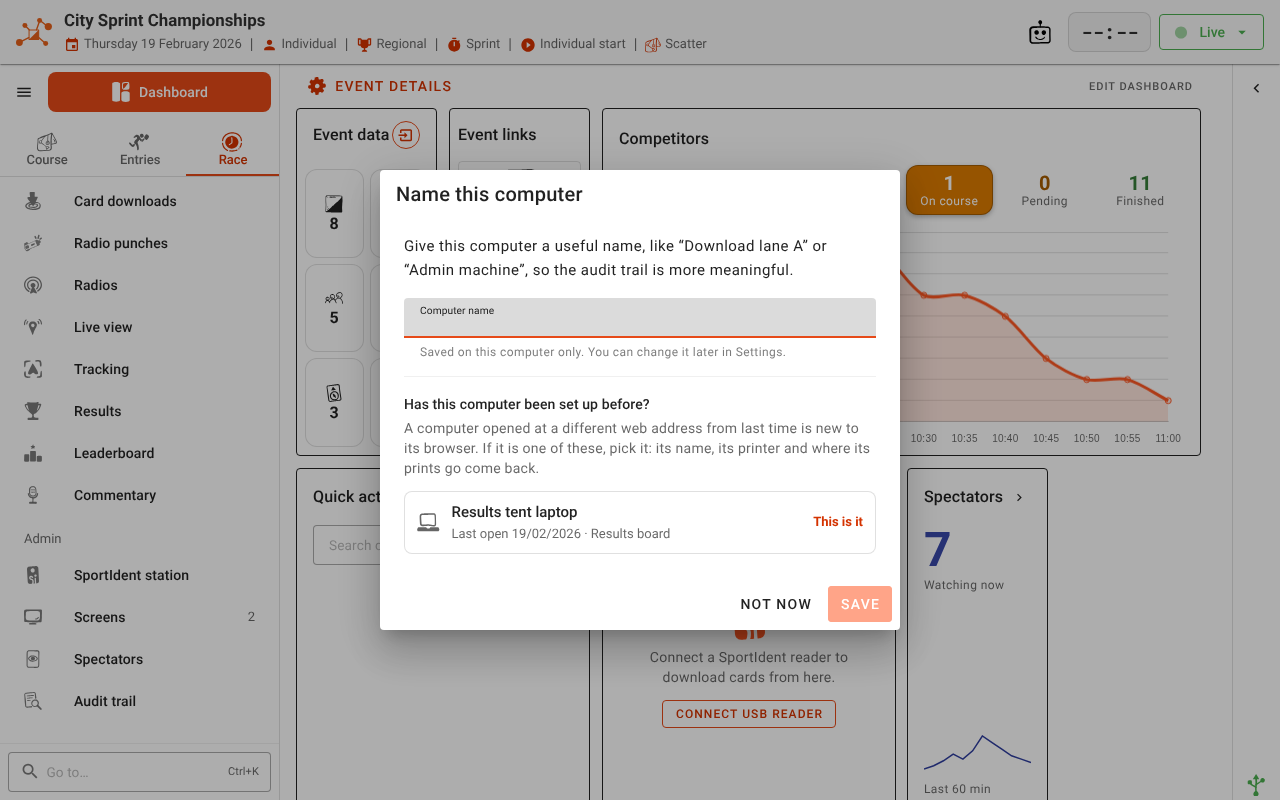 City Sprint Championships
Thursday 19 February 2026 | Individual | Regional | Sprint | Individual start | Scatter
--:--
Live
Dashboard
EVENT DETAILS
EDIT DASHBOARD
Course
Entries
Race
Card downloads
Radio punches
Radios
Live view
Tracking
Results
Leaderboard
Commentary
Admin
SportIdent station
Screens 2
Spectators
Audit trail
Go to...
Ctrl+K
Event data
8
5
3
Event links
Competitors
1
On course
0
Pending
11
Finished
10:30 10:35 10:40 10:45 10:50 10:55 11:00
Name this computer
Give this computer a useful name, like “Download lane A” or
“Admin machine”, so the audit trail is more meaningful.
Computer name
Saved on this computer only. You can change it later in Settings.
Has this computer been set up before?
A computer opened at a different web address from last time is new to
its browser. If it is one of these, pick it: its name, its printer and where its
prints go come back.
Results tent laptop
Last open 19/02/2026 · Results board
This is it
NOT NOW
SAVE
Quick act
Search
Connect a SportIdent reader to
download cards from here.
CONNECT USB READER
Spectators
7
Watching now
Last 60 min